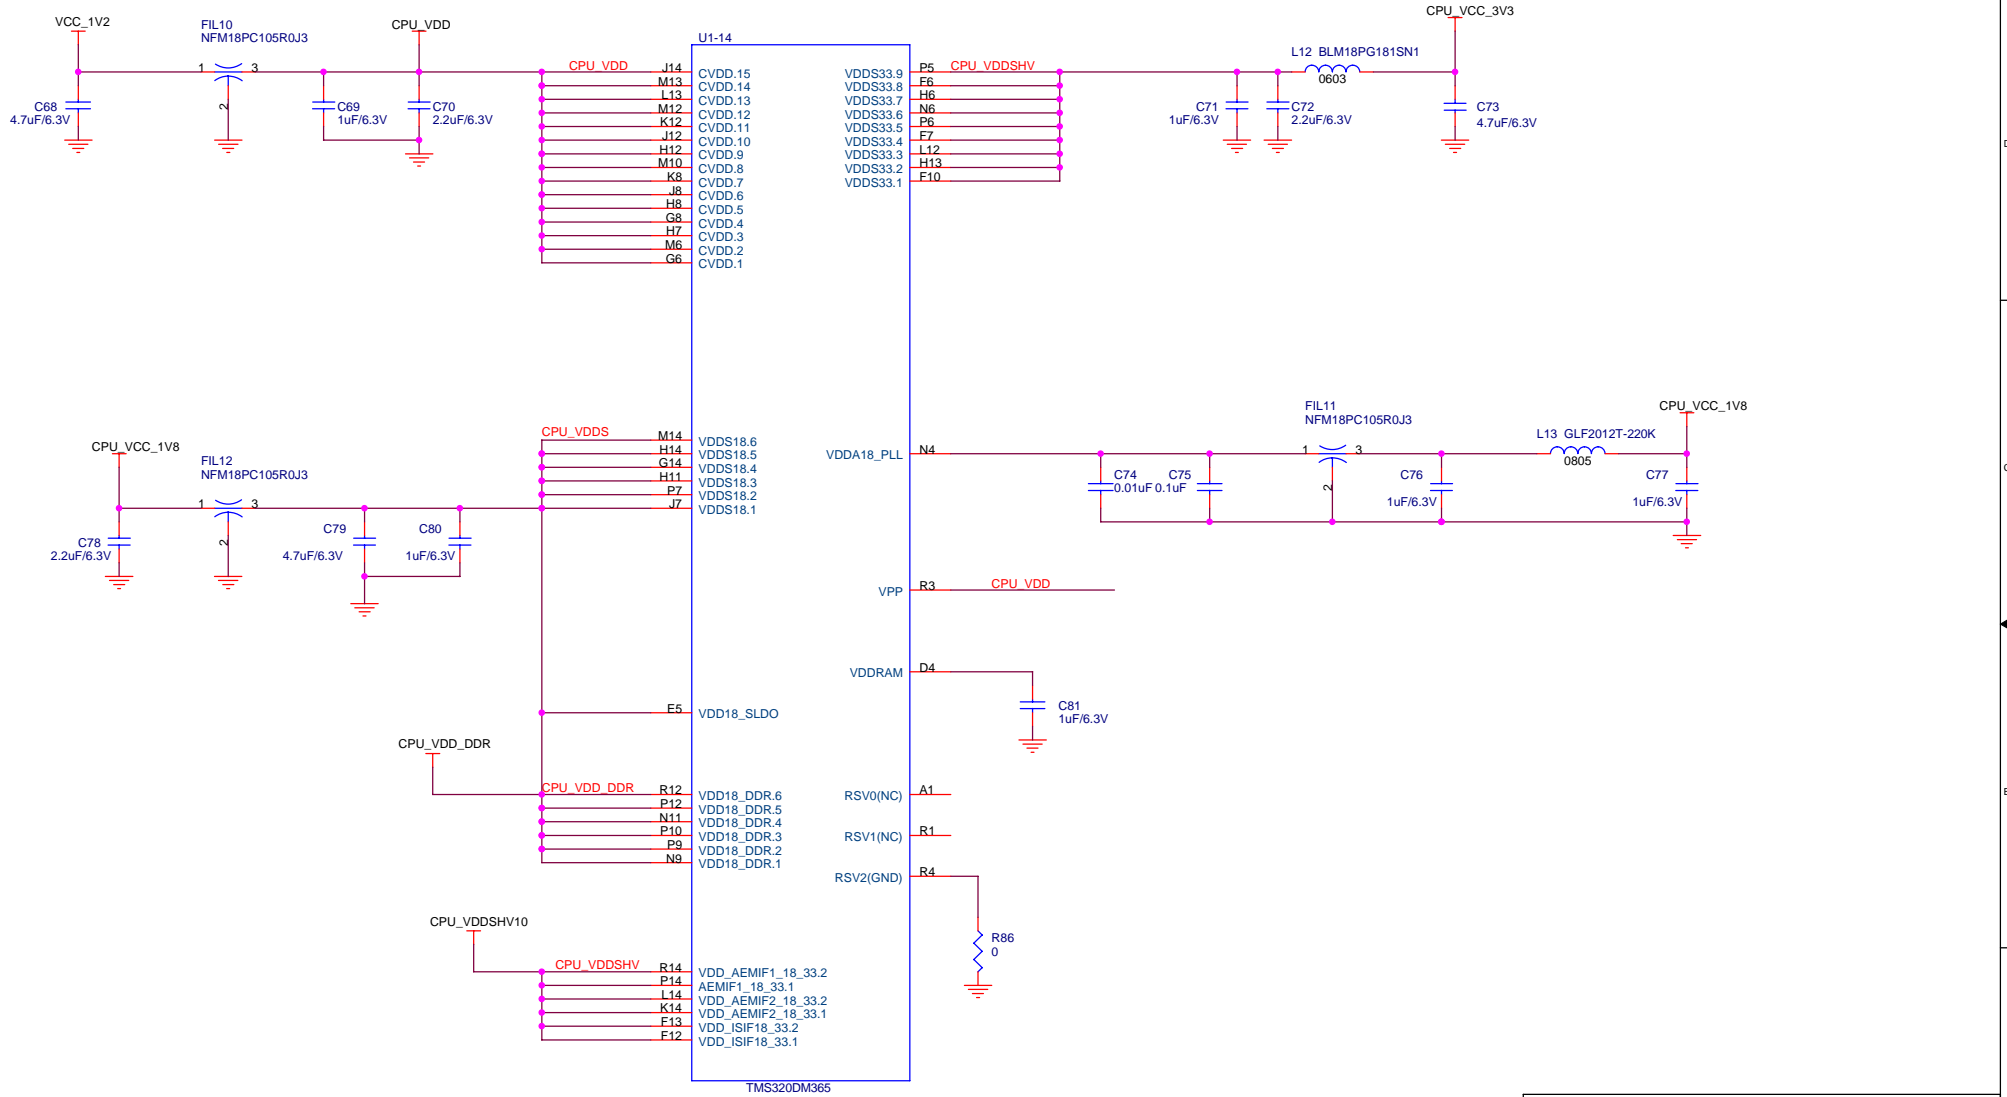 VCC_1V2
FIL10
NFM18PC105R0J3
CPU_VDD
1
3
2
C68
4.7uF/6.3V
C69
1uF/6.3V
C70
2.2uF/6.3V
U1-14
CPU_VDD
J14 CVDD.15
M13 CVDD.14
L13 CVDD.13
M12 CVDD.12
K12 CVDD.11
J12 CVDD.10
H12 CVDD.9
M10 CVDD.8
K8 CVDD.7
J8 CVDD.6
H8 CVDD.5
G8 CVDD.4
H7 CVDD.3
M6 CVDD.2
G6 CVDD.1
CPU_VDDSHV
VDDS33.9 P5
VDDS33.8 F6
VDDS33.7 H6
VDDS33.6 N6
VDDS33.5 P6
VDDS33.4 F7
VDDS33.3 L12
VDDS33.2 H13
VDDS33.1 F10
CPU_VCC_3V3
L12 BLM18PG181SN1
0603
C71
1uF/6.3V
C72
2.2uF/6.3V
C73
4.7uF/6.3V
D
CPU_VCC_1V8
FIL12
NFM18PC105R0J3
1
3
2
C78
2.2uF/6.3V
C79
4.7uF/6.3V
C80
1uF/6.3V
CPU_VDDS
M14 VDDS18.6
H14 VDDS18.5
G14 VDDS18.4
H11 VDDS18.3
P7 VDDS18.2
J7 VDDS18.1
VDDA18_PLL N4
FIL11
NFM18PC105R0J3
1
3
2
CPU_VCC_1V8
L13 GLF2012T-220K
0805
C74
0.01uF
C75
0.1uF
C76
1uF/6.3V
C77
1uF/6.3V
C
VPP R3 CPU_VDD
VDDRAM D4
C81
1uF/6.3V
E5 VDD18_SLDO
CPU_VDD_DDR
CPU_VDD_DDR
R12 VDD18_DDR.6
P12 VDD18_DDR.5
N11 VDD18_DDR.4
P10 VDD18_DDR.3
P9 VDD18_DDR.2
N9 VDD18_DDR.1
RSV0(NC) A1
RSV1(NC) R1
RSV2(GND) R4
R86
0
B
CPU_VDDSHV10
CPU_VDDSHV
R14 VDD_AEMIF1_18_33.2
P14 AEMIF1_18_33.1
L14 VDD_AEMIF2_18_33.2
K14 VDD_AEMIF2_18_33.1
F13 VDD_ISIF18_33.2
F12 VDD_ISIF18_33.1
TMS320DM365